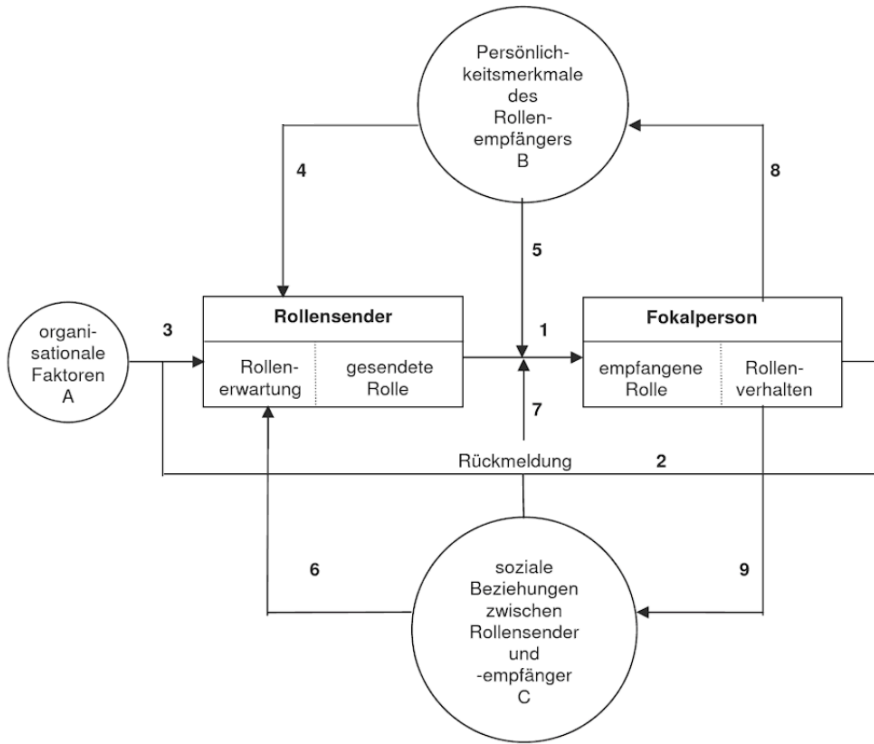 Persönlich-
keitsmerkmale
des
Rollen-
empfängers
B
4
8
5
organi-
sationale
Faktoren
A
3
Rollensender
Rollen-
erwartung
gesendete
Rolle
1
Fokalperson
empfangene
Rolle
Rollen-
verhalten
7
Rückmeldung
2
6
9
soziale
Beziehungen
zwischen
Rollensender
und
-empfänger
C